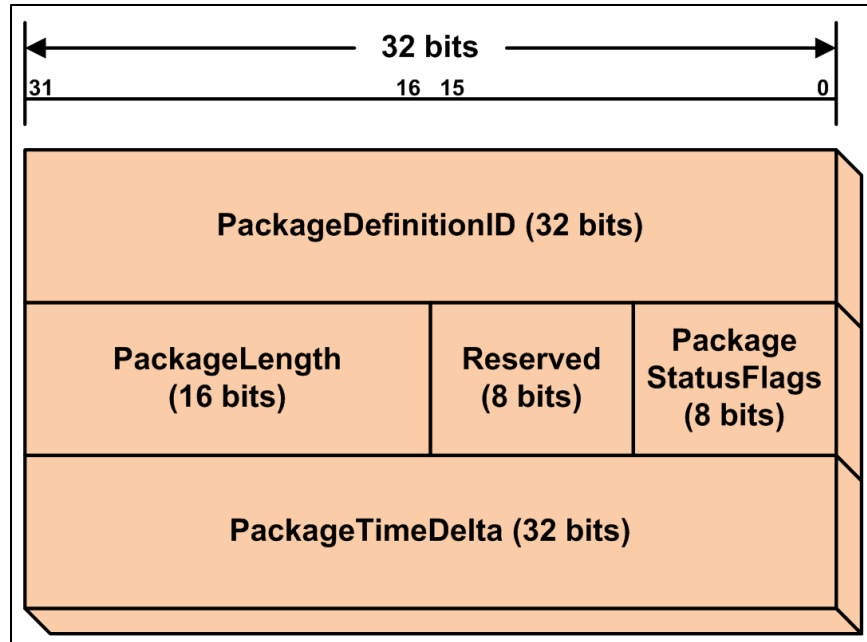 32 bits
31 16 15 0
PackageDefinitionID (32 bits)
PackageLength
(16 bits)
Reserved
(8 bits)
Package
StatusFlags
(8 bits)
PackageTimeDelta (32 bits)